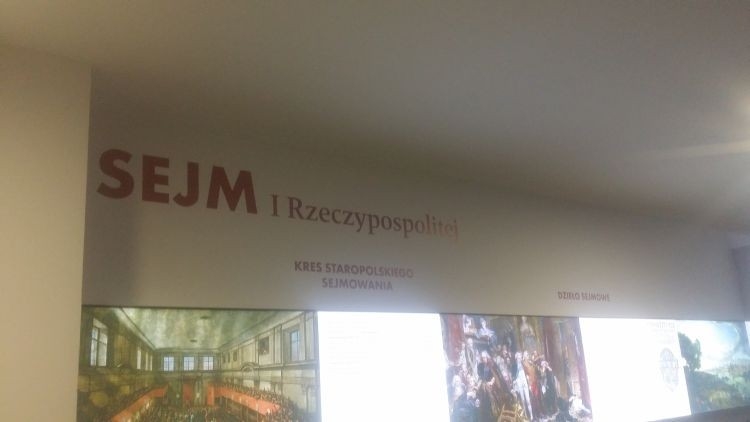 SEJM I Rzeczypospolitej
KRES STAROPOLSKIEGO
SEJMOWANIA
DZIEŁO SEJMOWE